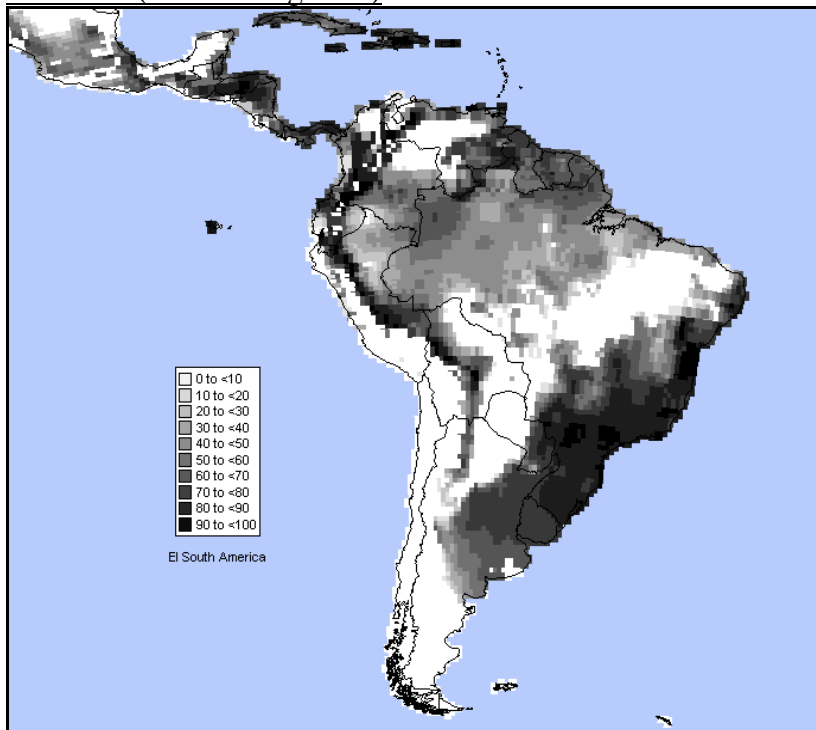 0 to <10
10 to <20
20 to <30
30 to <40
40 to <50
50 to <60
60 to <70
70 to <80
80 to <90
90 to <100
EI South America